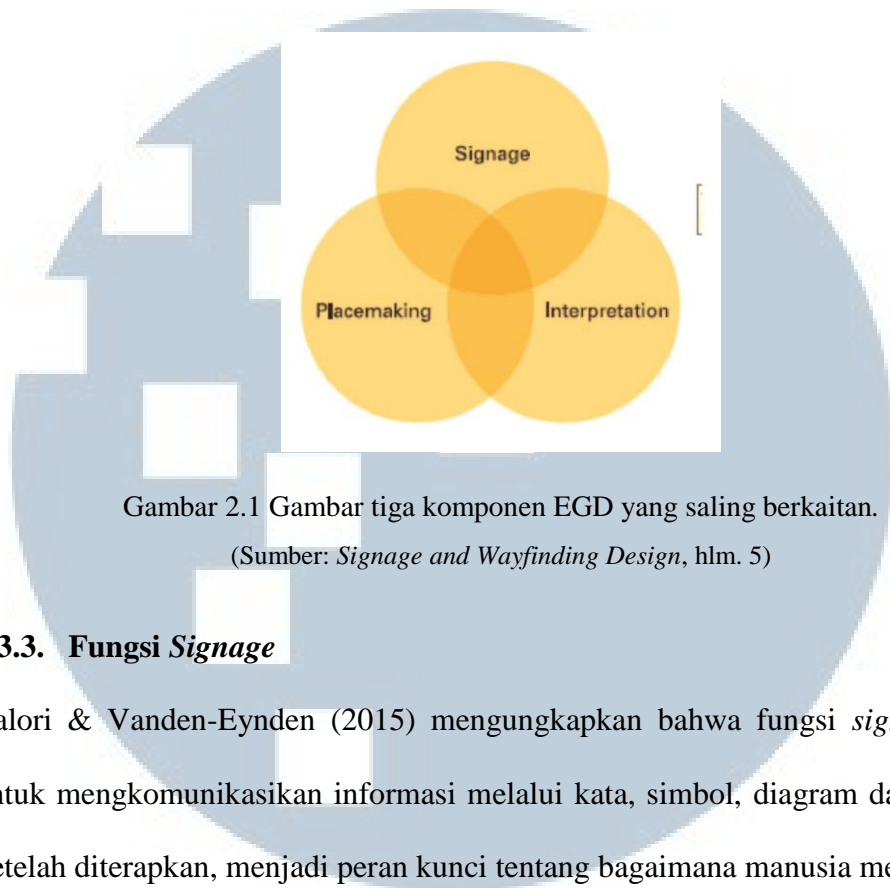 Signage
Placemaking Interpretation
Gambar 2.1 Gambar tiga komponen EGD yang saling berkaitan.
(Sumber: Signage and Wayfinding Design, hlm. 5)
3.3. Fungsi Signage
alori & Vanden-Eynden (2015) mengungkapkan bahwa fungsi sig
ntuk mengkomunikasikan informasi melalui kata, simbol, diagram da
etelah diterapkan, menjadi peran kunci tentang bagaimana manusia me